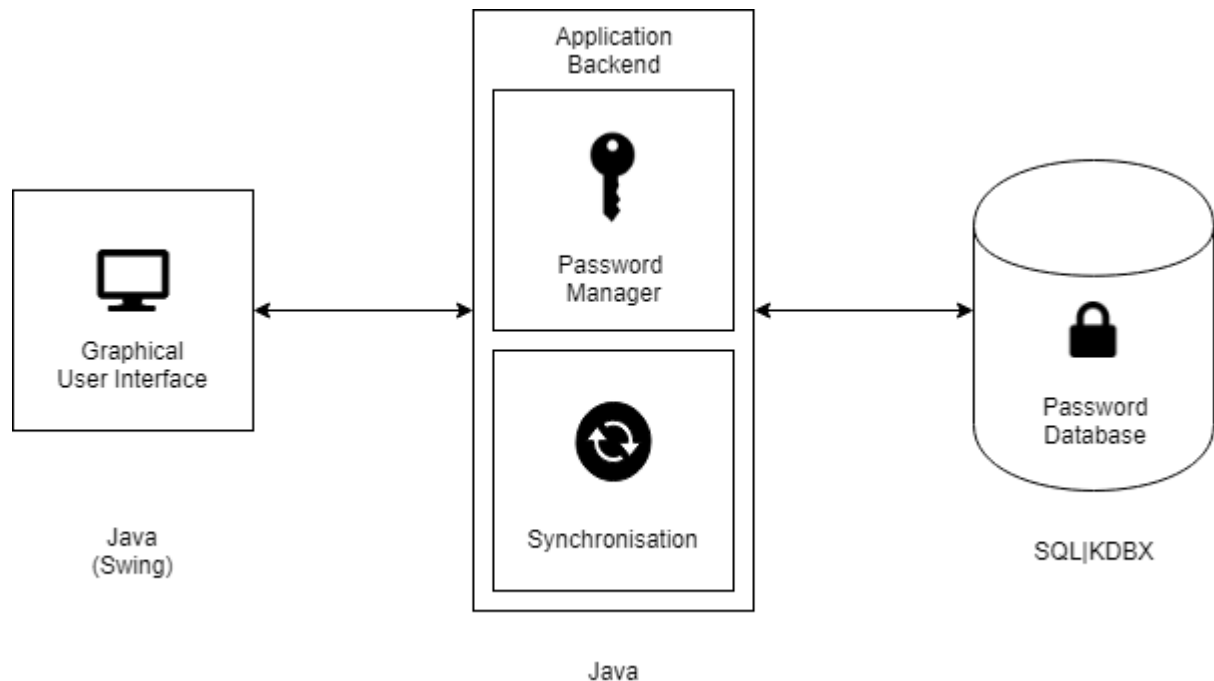 Application
Backend
Password
Manager
Graphical
User Interface
Password
Database
Synchronisation
Java
(Swing)
SQL|KDBX
Java